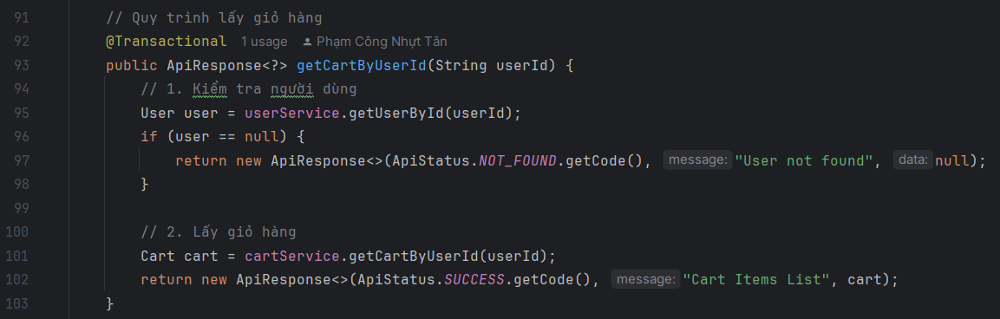 91 // Quy trình lấy giỏ hàng
92 @Transactional 1 usage Phạm Công Nhựt Tân
93 public ApiResponse<?> getCartByUserId(String userId) {
94 // 1. Kiểm tra người dùng
95 User user = userService.getUserById(userId);
96 if (user == null) {
97 return new ApiResponse<>(ApiStatus.NOT_FOUND.getCode(), message: "User not found", data: null);
98 }
99
100 // 2. Lấy giỏ hàng
101 Cart cart = cartService.getCartByUserId(userId);
102 return new ApiResponse<>(ApiStatus.SUCCESS.getCode(), message: "Cart Items List", cart);
103 }